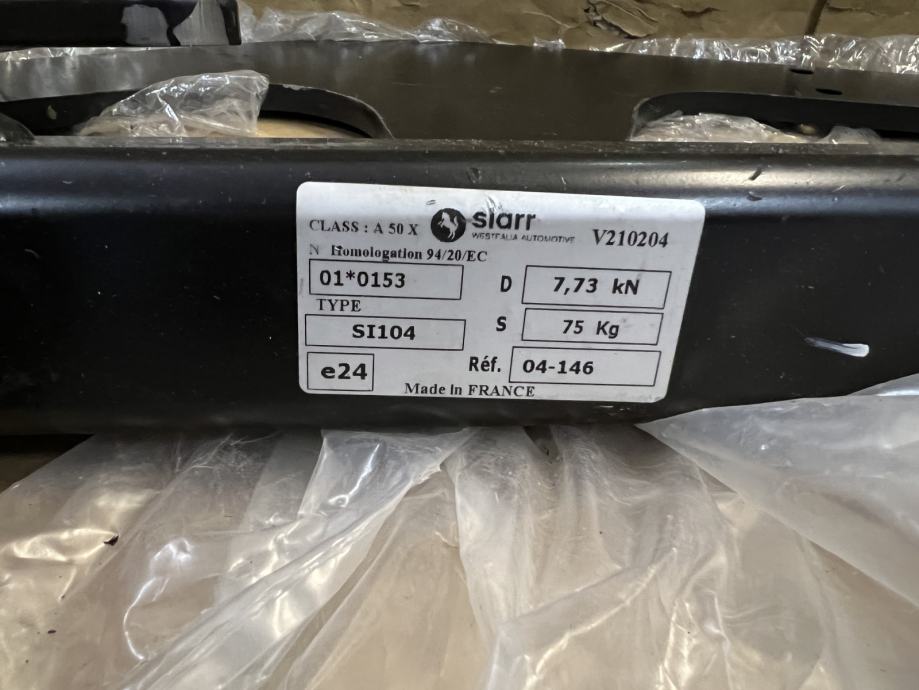 CLASS : A 50 X
siarr
WESTFALIA AUTOMOTIVE
V210204
N Homologation 94/20/EC
01*0153
D 7,73 kN
TYPE
SI104
S 75 Kg
e24
Réf. 04-146
Made in FRANCE